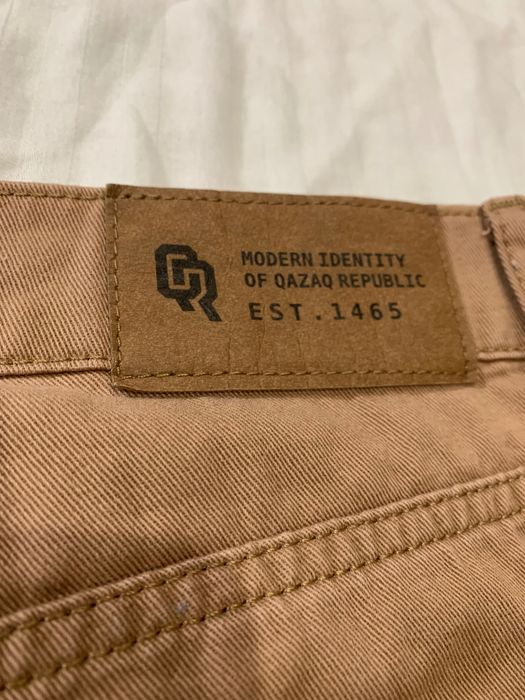 QR
MODERN IDENTITY
OF QAZAQ REPUBLIC
EST.1465